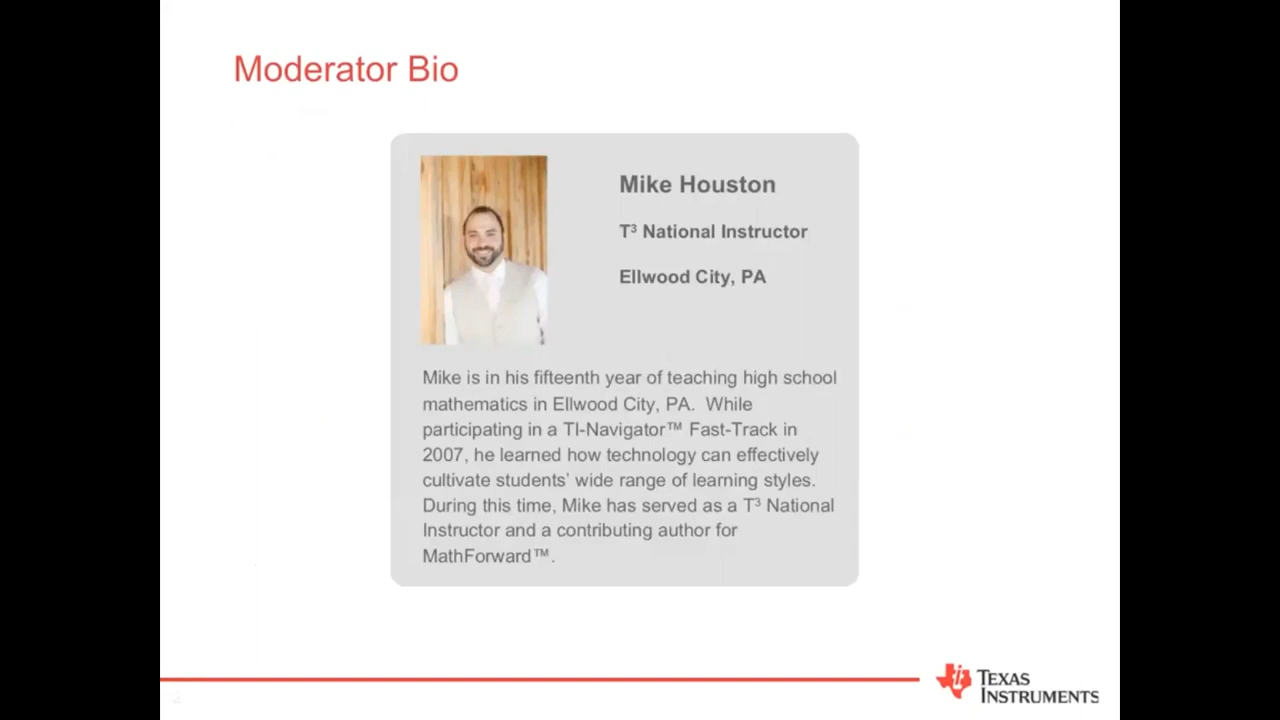 Moderator Bio
Mike Houston
T³ National Instructor
Ellwood City, PA
Mike is in his fifteenth year of teaching high school
mathematics in Ellwood City, PA.  While
participating in a TI-Navigator™ Fast-Track in
2007, he learned how technology can effectively
cultivate students’ wide range of learning styles.
During this time, Mike has served as a T³ National
Instructor and a contributing author for
MathForward™.
TEXAS
INSTRUMENTS